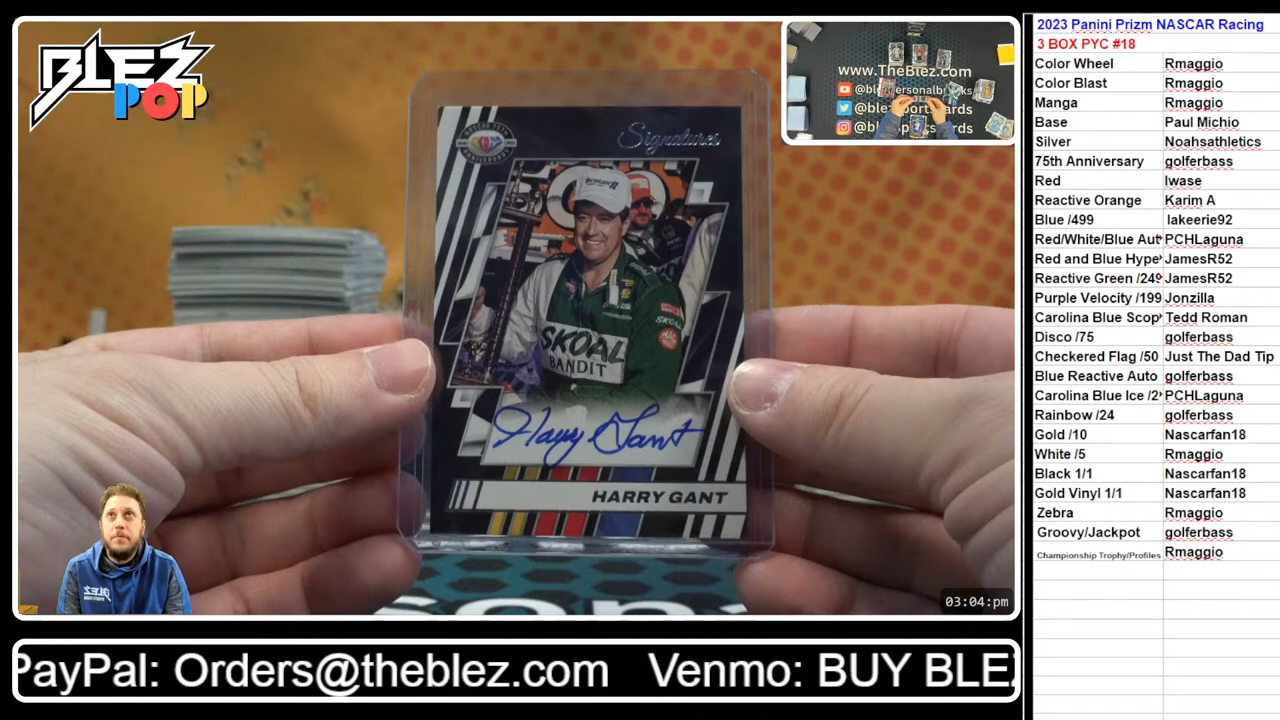 BLEZ
POP
NASCAR 75TH
ANNIVERSARY
Signatures
SKOAL
SKOAL
BANDIT
Harry Gant
HARRY GANT
www.TheBlez.com
03:04:pm
PayPal: Orders@theblez.com Venmo: BUY BLEZ
2023 Panini Prizm NASCAR Racing
3 BOX PYC #18
Color Wheel Rmaggio
Color Blast Rmaggio
Manga Rmaggio
Base Paul Michio
Silver Noahsathletics
75th Anniversary golferbass
Red Iwase
Reactive Orange Karim A
Blue /499 lakeerie92
Red/White/Blue Aut PCHLaguna
Red and Blue Hype JamesR52
Reactive Green /249 JamesR52
Purple Velocity /199 Jonzilla
Carolina Blue Scop Tedd Roman
Disco /75 golferbass
Checkered Flag /50 Just The Dad Tip
Blue Reactive Auto golferbass
Carolina Blue Ice /2 PCHLaguna
Rainbow /24 golferbass
Gold /10 Nascarfan18
White /5 Rmaggio
Black 1/1 Nascarfan18
Gold Vinyl 1/1 Nascarfan18
Zebra Rmaggio
Groovy/Jackpot golferbass
Championship Trophy/Profiles Rmaggio